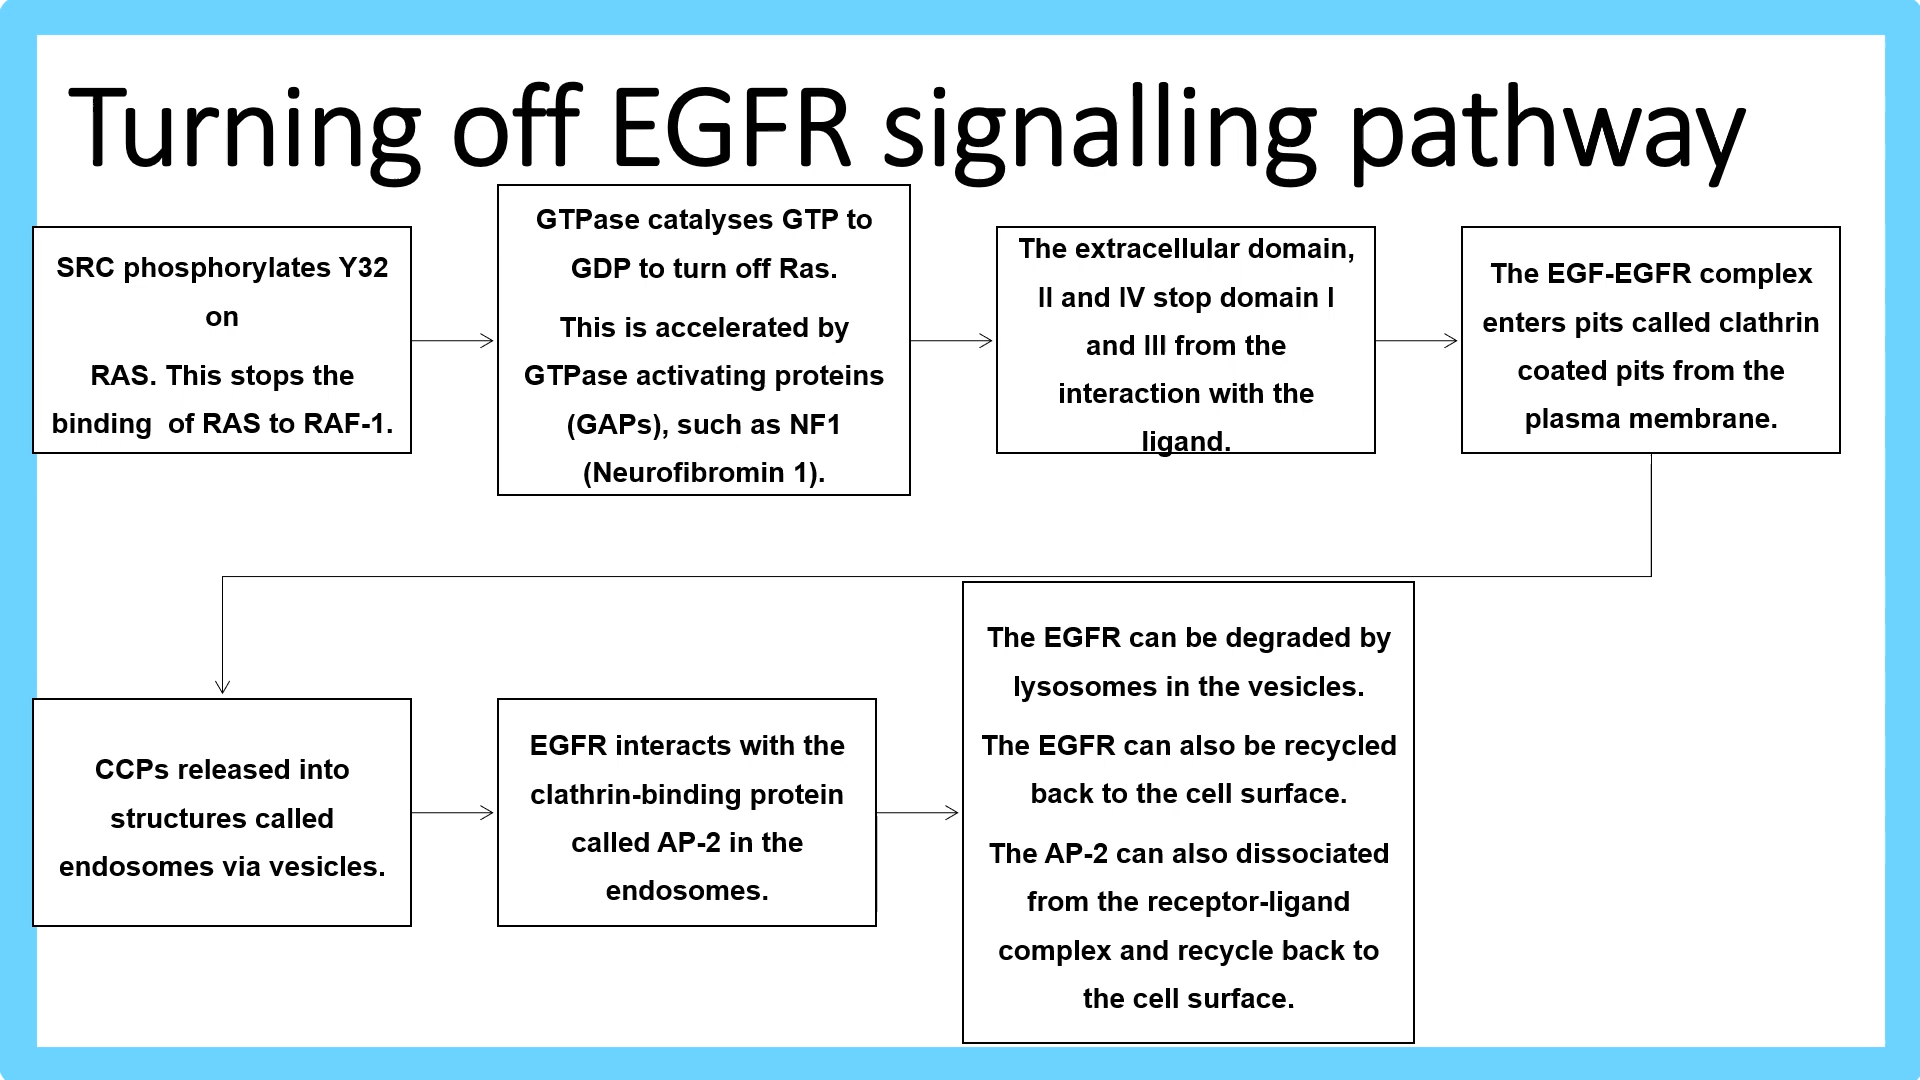 Turning off EGFR signalling pathway
SRC phosphorylates Y32
on
RAS. This stops the
binding  of RAS to RAF-1.
GTPase catalyses GTP to
GDP to turn off Ras.
This is accelerated by
GTPase activating proteins
(GAPs), such as NF1
(Neurofibromin 1).
The extracellular domain,
II and IV stop domain I
and III from the
interaction with the
ligand.
The EGF-EGFR complex
enters pits called clathrin
coated pits from the
plasma membrane.
CCPs released into
structures called
endosomes via vesicles.
EGFR interacts with the
clathrin-binding protein
called AP-2 in the
endosomes.
The EGFR can be degraded by
lysosomes in the vesicles.
The EGFR can also be recycled
back to the cell surface.
The AP-2 can also dissociated
from the receptor-ligand
complex and recycle back to
the cell surface.